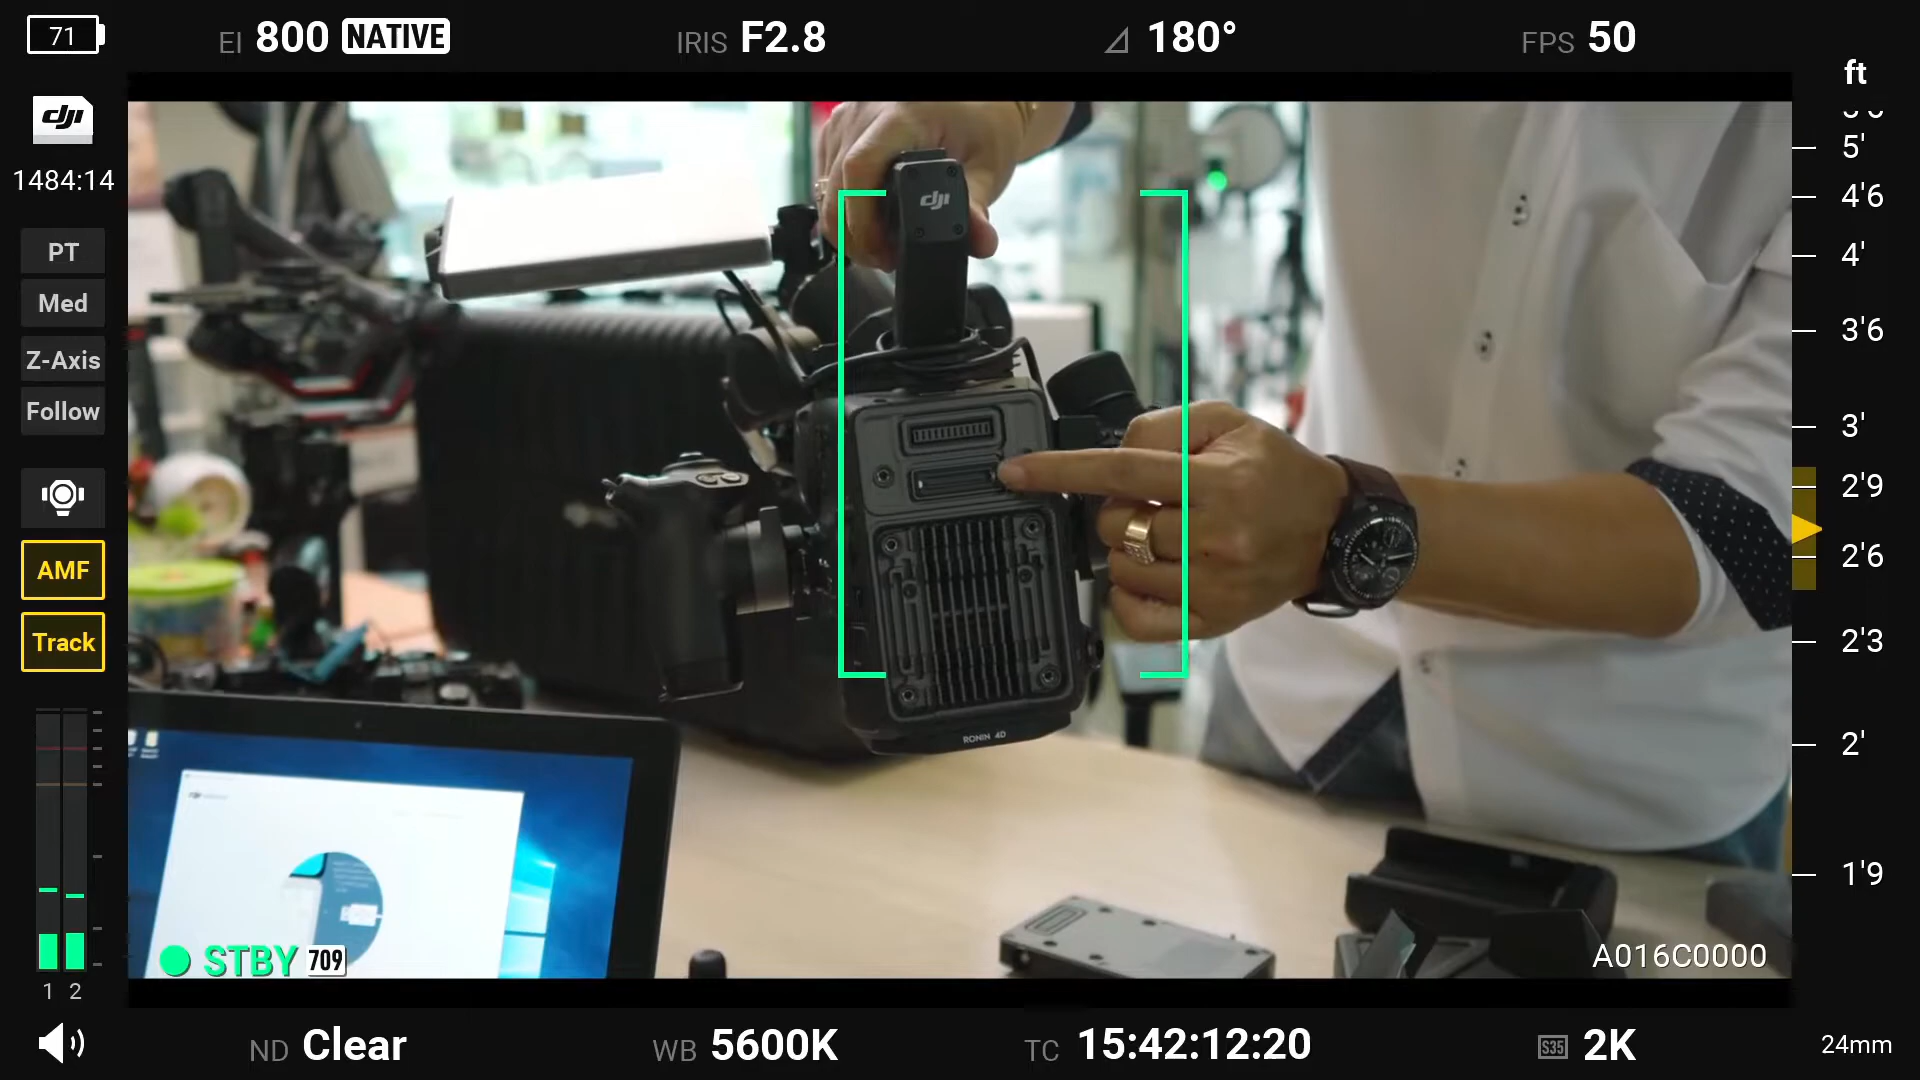 71
EI 800 NATIVE
IRIS F2.8
180°
FPS 50
ft
dji
1484:14
PT
Med
Z-Axis
Follow
AMF
Track
1 2
5'
4'6
4'
3'6
3'
2'9
2'6
2'3
2'
1'9
dji
RONIN 4D
dji
STBY 709
A016C0000
ND Clear
WB 5600K
TC 15:42:12:20
S35 2K
24mm